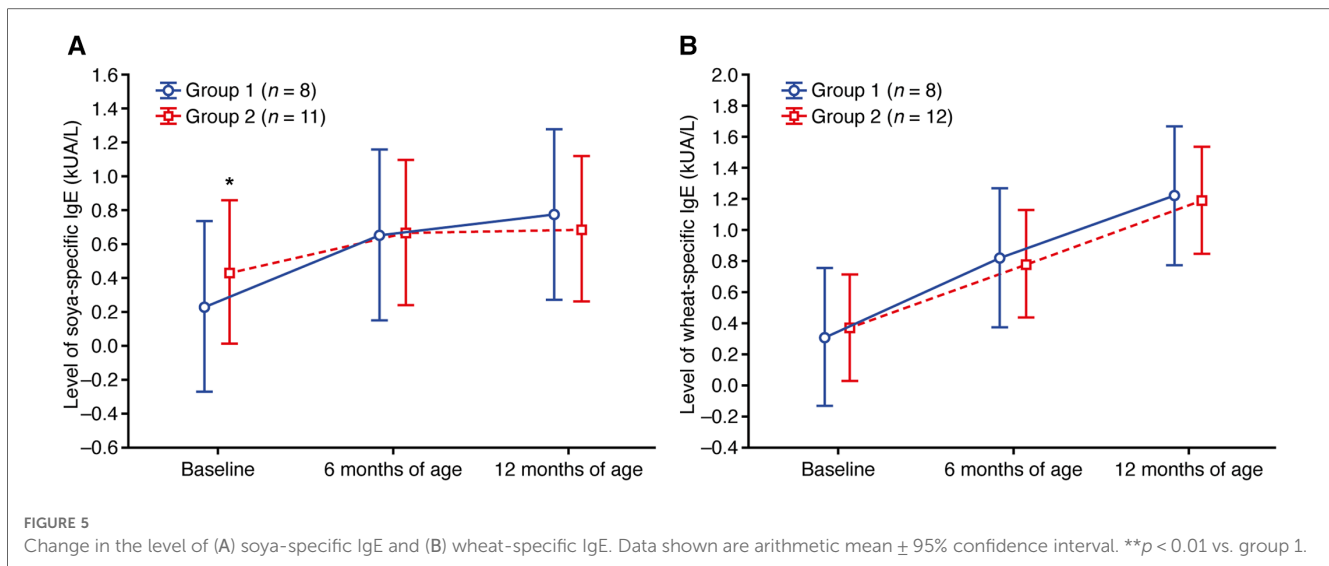 A
1.6
1.4
1.2
1.0
0.8
0.6
0.4
0.2
0.0
–0.2
–0.4
–0.6
Level of soya-specific IgE (kUA/L)
Group 1 (n = 8)
Group 2 (n = 11)
*
Baseline
6 months of age
12 months of age
B
2.0
1.8
1.6
1.4
1.2
1.0
0.8
0.6
0.4
0.2
0.0
–0.2
–0.4
Level of wheat-specific IgE (kUA/L)
Group 1 (n = 8)
Group 2 (n = 12)
Baseline
6 months of age
12 months of age
FIGURE 5
Change in the level of (A) soya-specific IgE and (B) wheat-specific IgE. Data shown are arithmetic mean ± 95% confidence interval. **p < 0.01 vs. group 1.